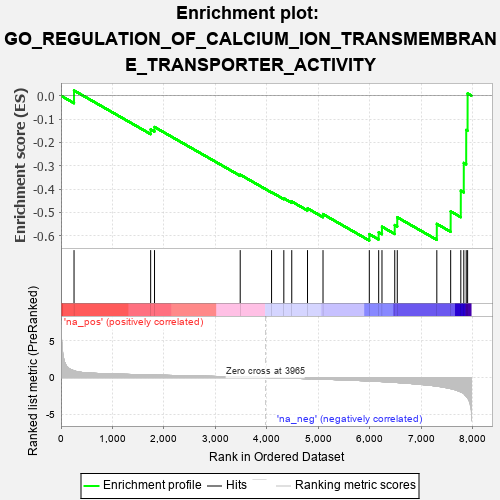 Enrichment plot:
GO_REGULATION_OF_CALCIUM_ION_TRANSMEMBRAN
E_TRANSPORTER_ACTIVITY
Enrichment score (ES)
0.0
-0.1
-0.2
-0.3
-0.4
-0.5
-0.6
'na_pos' (positively correlated)
Ranked list metric (PreRanked)
5
0
-5
Zero cross at 3965
'na_neg' (negatively correlated)
0
1,000
2,000
3,000
4,000
5,000
6,000
7,000
8,000
Rank in Ordered Dataset
Enrichment profile
Hits
Ranking metric scores